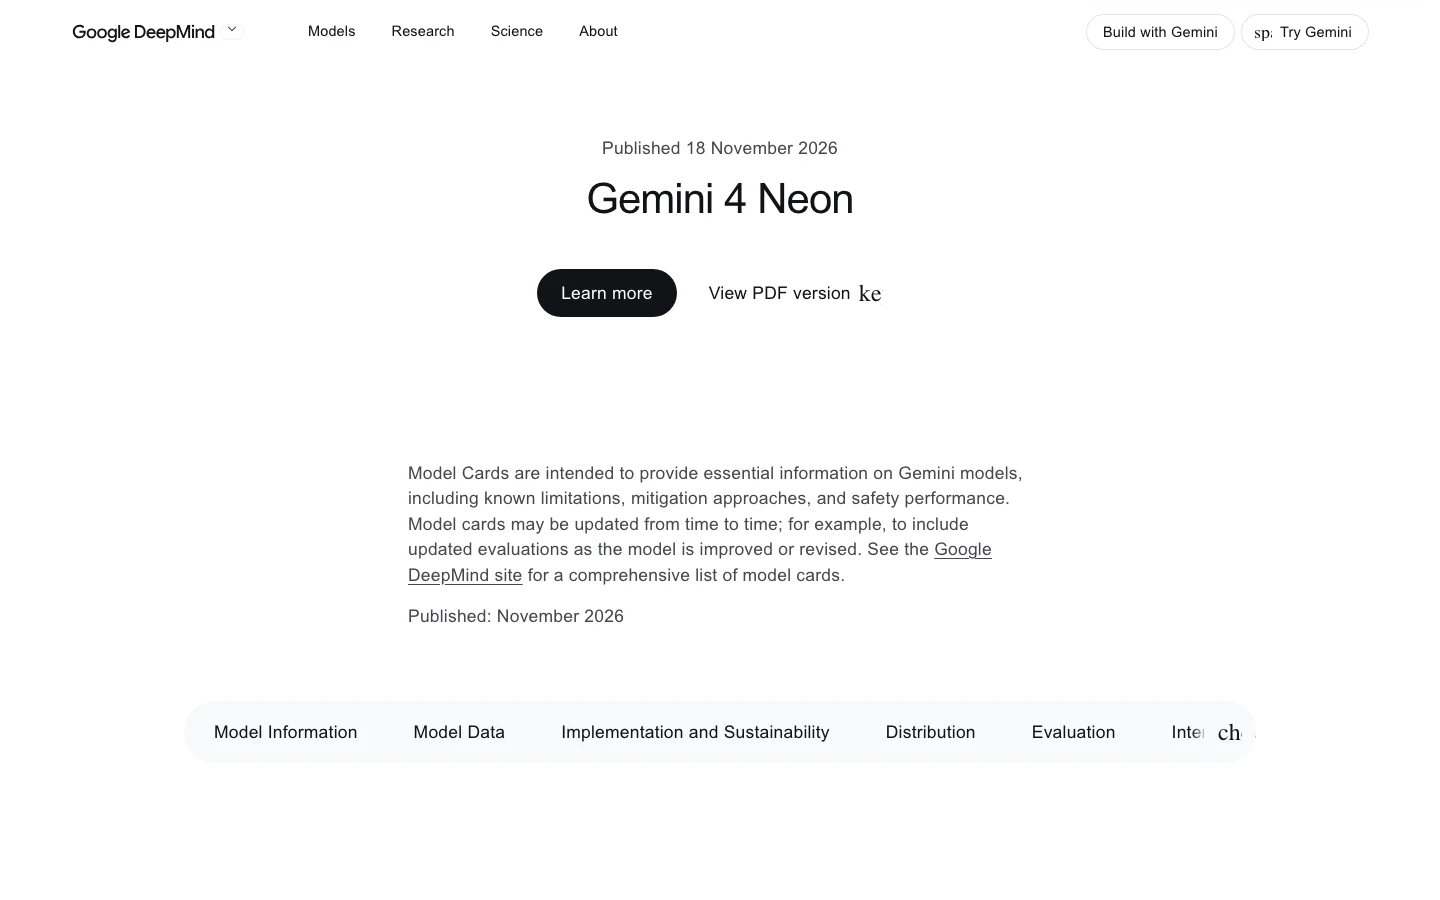 Google DeepMind
Models
Research
Science
About
Build with Gemini
Try Gemini
Published 18 November 2026
Gemini 4 Neon
Learn more
View PDF version
Model Cards are intended to provide essential information on Gemini models,
including known limitations, mitigation approaches, and safety performance.
Model cards may be updated from time to time; for example, to include
updated evaluations as the model is improved or revised. See the Google
DeepMind site for a comprehensive list of model cards.
Published: November 2026
Model Information
Model Data
Implementation and Sustainability
Distribution
Evaluation